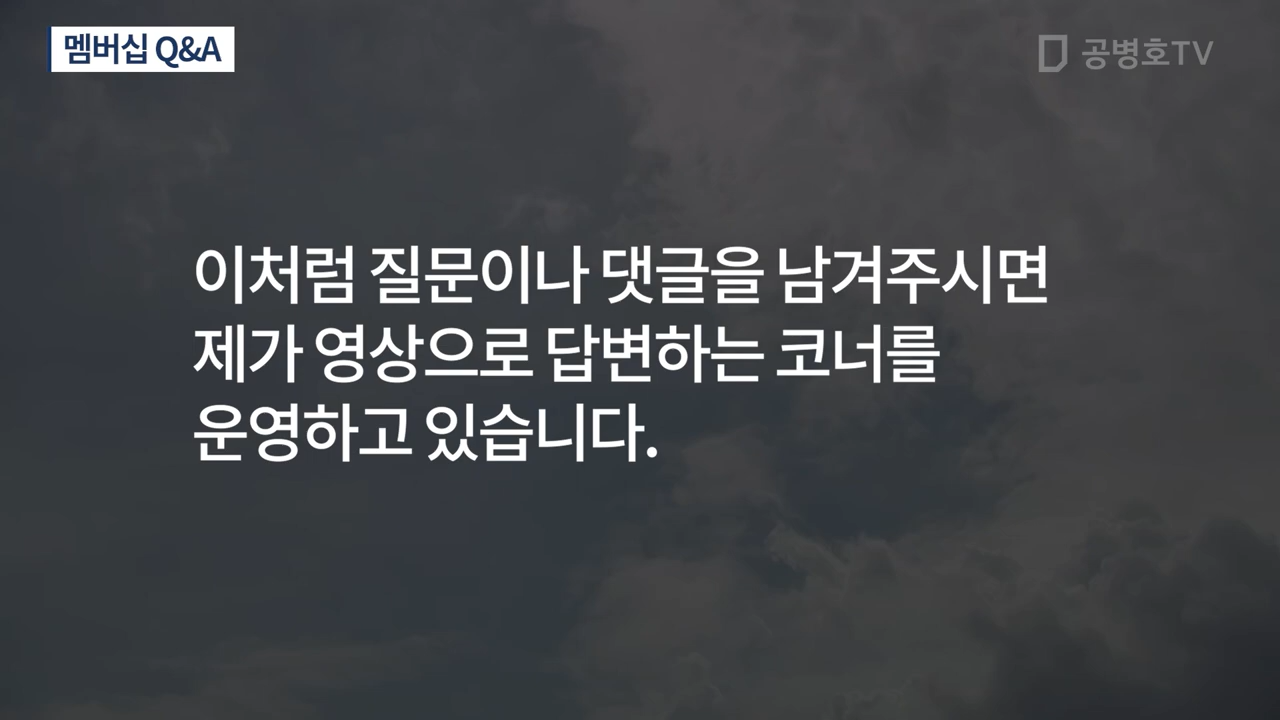 멤버십 Q&A
공병호TV
이처럼 질문이나 댓글을 남겨주시면
제가 영상으로 답변하는 코너를
운영하고 있습니다.